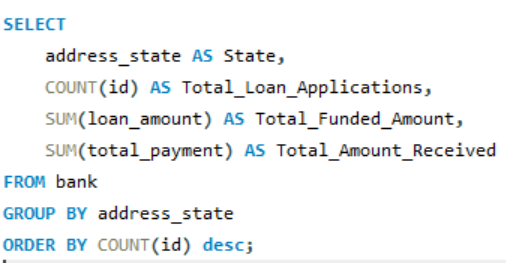 SELECT
address_state AS State,
COUNT(id) AS Total_Loan_Applications,
SUM(loan_amount) AS Total_Funded_Amount,
SUM(total_payment) AS Total_Amount_Received
FROM bank
GROUP BY address_state
ORDER BY COUNT(id) desc;